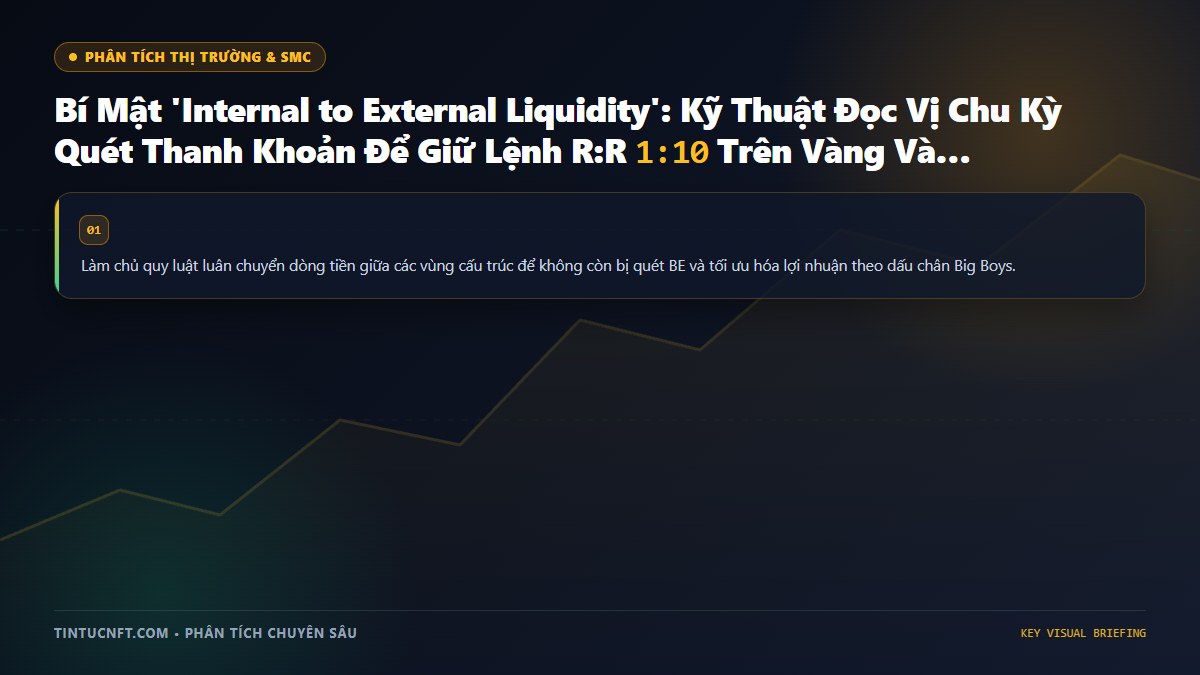 PHÂN TÍCH THỊ TRƯỜNG & SMC
Bí Mật 'Internal to External Liquidity': Kỹ Thuật Đọc Vị Chu Kỳ
Quét Thanh Khoản Để Giữ Lệnh R:R 1:10 Trên Vàng Và...
01
Làm chủ quy luật luân chuyển dòng tiền giữa các vùng cấu trúc để không còn bị quét BE và tối ưu hóa lợi nhuận theo dấu chân Big Boys.
TINTUCNFT.COM • PHÂN TÍCH CHUYÊN SÂU
KEY VISUAL BRIEFING